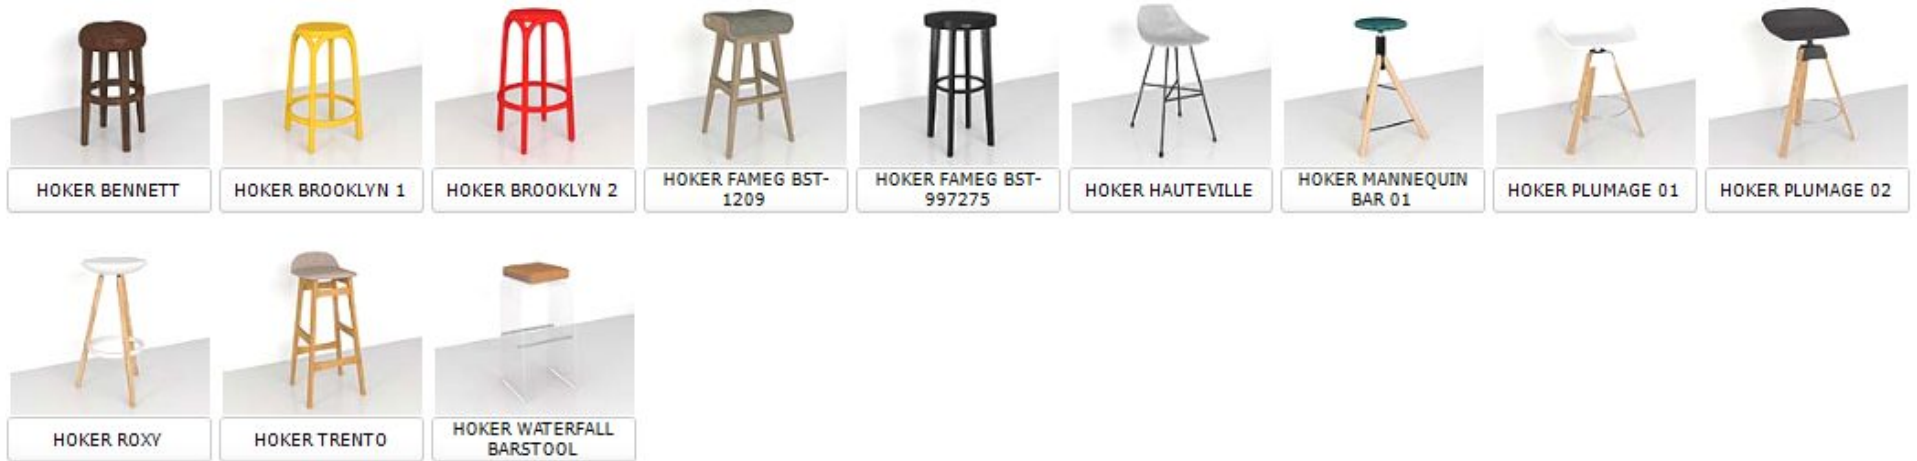 HOKER BENNETT
HOKER BROOKLYN 1
HOKER BROOKLYN 2
HOKER FAMEG BST-
1209
HOKER FAMEG BST-
997275
HOKER HAUTEVILLE
HOKER MANNEQUIN
BAR 01
HOKER PLUMAGE 01
HOKER PLUMAGE 02
HOKER ROXY
HOKER TRENTO
HOKER WATERFALL
BARSTOOL